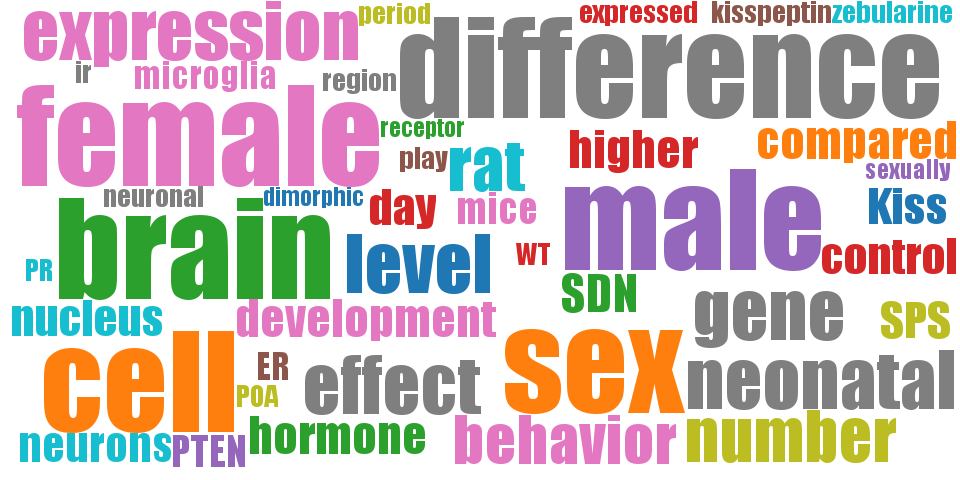 expression
period
difference
expressed
kisspeptin
zebularine
ir
microglia
region
female
receptor
play
rat
higher
compared
sexually
neuronal
dimorphic
day
mice
male
Kiss
brain
level
WT
control
PR
SDN
nucleus
development
gene
SPS
cell
ER
effect
sex
neonatal
POA
neurons
PTEN
hormone
behavior
number